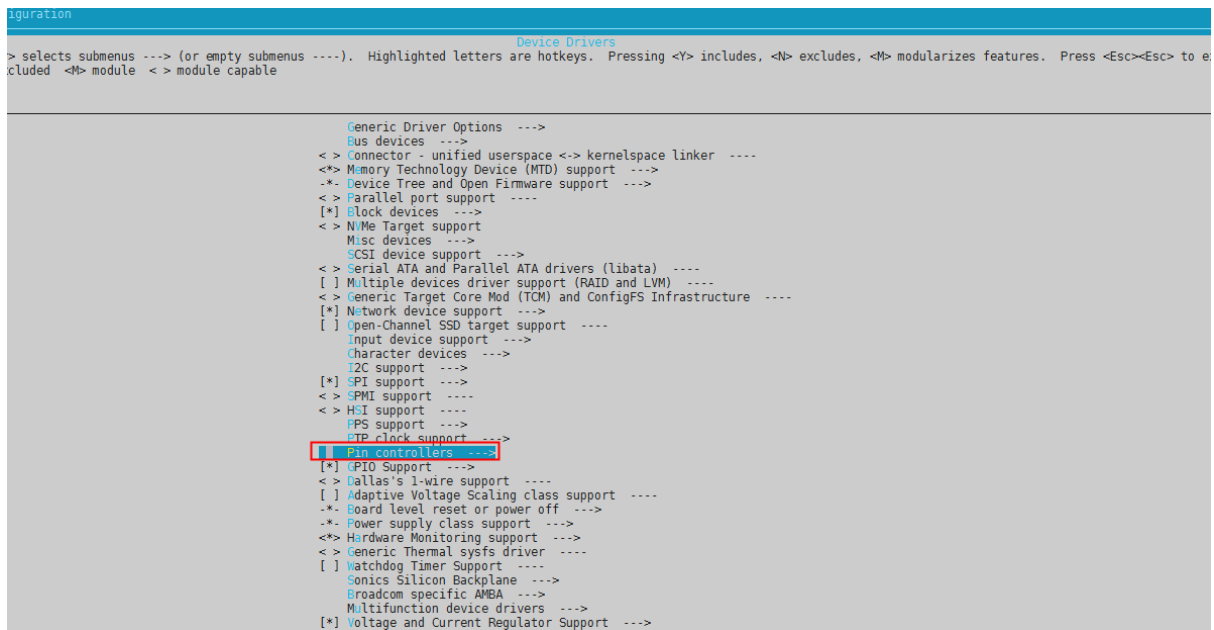 iguration
Device Drivers
> selects submenus ---> (or empty submenus ----).  Highlighted letters are hotkeys.  Pressing <Y> includes, <N> excludes, <M> modularizes features.  Press <Esc><Esc> to e
cluded  <M> module  < > module capable
Generic Driver Options  --->
Bus devices  --->
< > Connector - unified userspace <-> kernelspace linker  ----
<*> Memory Technology Device (MTD) support  --->
-*- Device Tree and Open Firmware support  --->
< > Parallel port support  ----
[*] Block devices  --->
< > NVMe Target support
Misc devices  --->
SCSI device support  --->
< > Serial ATA and Parallel ATA drivers (libata)  ----
[ ] Multiple devices driver support (RAID and LVM)  ----
< > Generic Target Core Mod (TCM) and ConfigFS Infrastructure  ----
[*] Network device support  --->
[ ] Open-Channel SSD target support  ----
Input device support  --->
Character devices  --->
I2C support  --->
[*] SPI support  --->
< > SPMI support  ----
< > HSI support  ----
PPS support  --->
PTP clock support  --->
Pin controllers  --->
[*] GPIO Support  --->
< > Dallas's 1-wire support  ----
[ ] Adaptive Voltage Scaling class support  ----
-*- Board level reset or power off  --->
-*- Power supply class support  --->
<*> Hardware Monitoring support  --->
< > Generic Thermal sysfs driver  ----
[ ] Watchdog Timer Support  ----
Sonics Silicon Backplane  --->
Broadcom specific AMBA  --->
Multifunction device drivers  --->
[*] Voltage and Current Regulator Support  --->